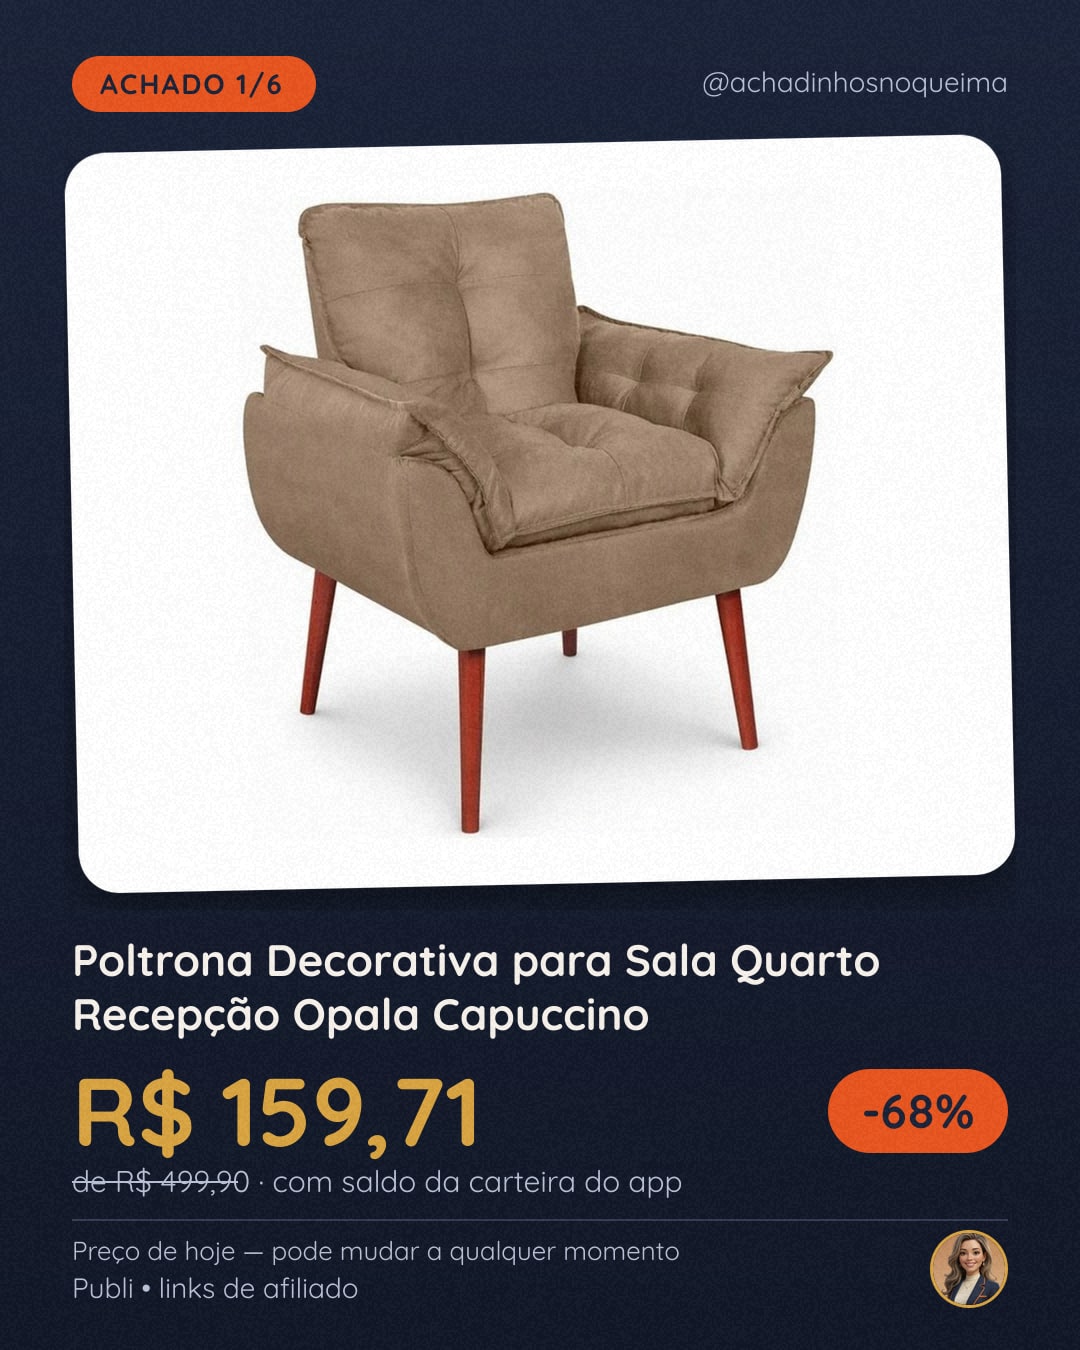 ACHADO 1/6
@achadinhosnoqueima
Poltrona Decorativa para Sala Quarto
Recepção Opala Capuccino
R$ 159,71
-68%
de R$ 499,90 · com saldo da carteira do app
Preço de hoje — pode mudar a qualquer momento
Publi • links de afiliado